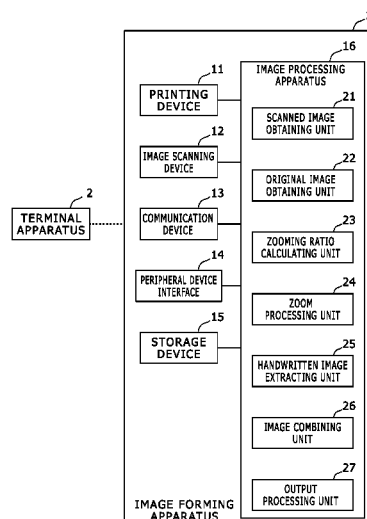 16
11
IMAGE PROCESSING
APPARATUS
PRINTING
DEVICE
21
SCANNED IMAGE
OBTAINING UNIT
12
IMAGE SCANNING
DEVICE
22
ORIGINAL IMAGE
OBTAINING UNIT
2
TERMINAL
APPARATUS
13
COMMUNICATION
DEVICE
23
ZOOMING RATIO
CALCULATING UNIT
14
PERIPHERAL DEVICE
INTERFACE
24
ZOOM
PROCESSING UNIT
15
STORAGE
DEVICE
25
HANDWRITTEN IMAGE
EXTRACTING UNIT
26
IMAGE COMBINING
UNIT
27
OUTPUT
PROCESSING UNIT
IMAGE FORMING
APPARATUS